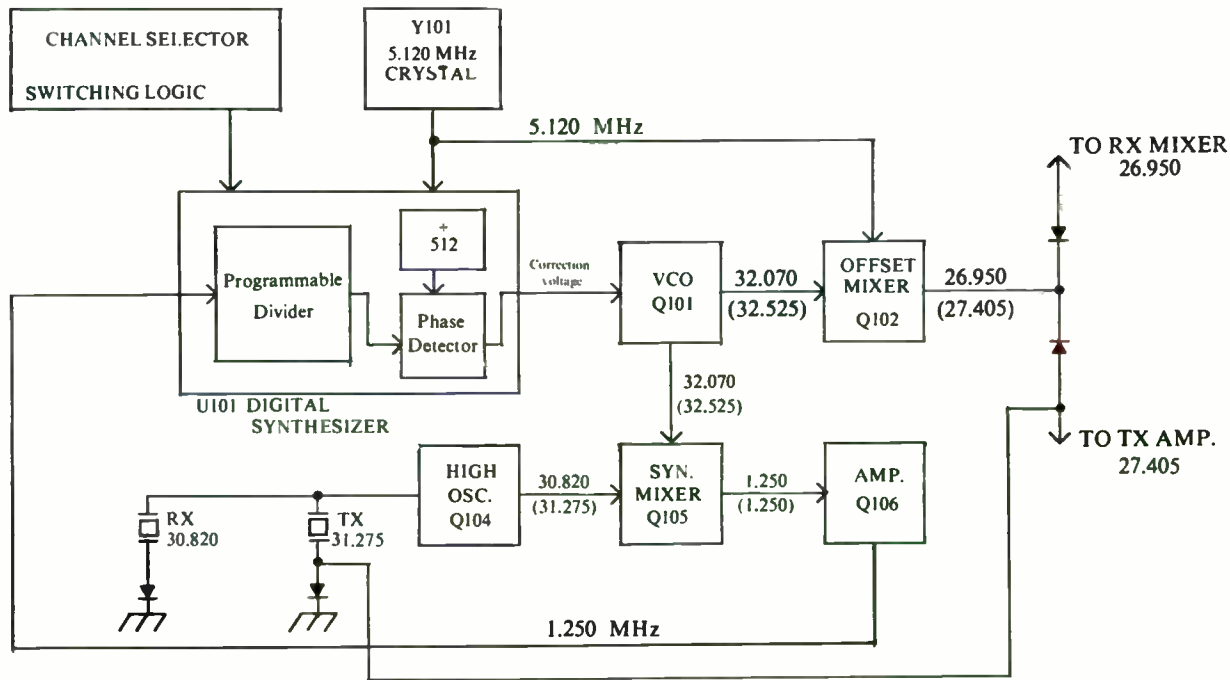 CHANNEL SELECTOR
SWITCHING LOGIC
Y101
5.120 MHz
CRYSTAL
5.120 MHz
TO RX MIXER
26.950
÷
512
Programmable
Divider
Phase
Detector
Correction
voltage
VCO
Q101
32.070
(32.525)
OFFSET
MIXER
Q102
26.950
(27.405)
U101 DIGITAL
SYNTHESIZER
32.070
(32.525)
TO TX AMP.
27.405
HIGH
OSC.
Q104
30.820
(31.275)
SYN.
MIXER
Q105
1.250
(1.250)
AMP.
Q106
RX
30.820
TX
31.275
1.250 MHz